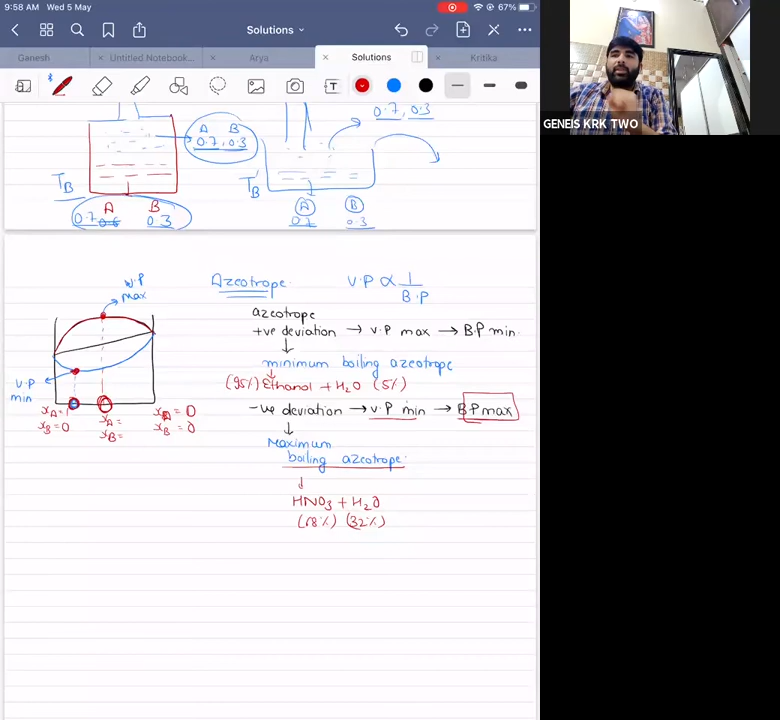 9:58 AM Wed 5 May
67%
Solutions
Ganesh
Untitled Notebook...
Arya
Solutions
Kritika
GENEIS KRK TWO
A B
0.7, 0.3
0.7, 0.3
T_B
A B
0.7 0.3
T_B'
A B
0.7 0.3
V.P max
Azeotrope
V.P ∝ 1/B.P
azeotrope
+ve deviation → V.P max → B.P min.
minimum boiling azeotrope
(95%) Ethanol + H₂O (5%)
V.P min
-ve deviation → V.P min → B.P max
x_A = 1
x_B = 0
x_A =
x_B =
= 0
x_B = 0
Maximum
boiling azeotrope.
HNO₃ + H₂O
(68%) (32%)